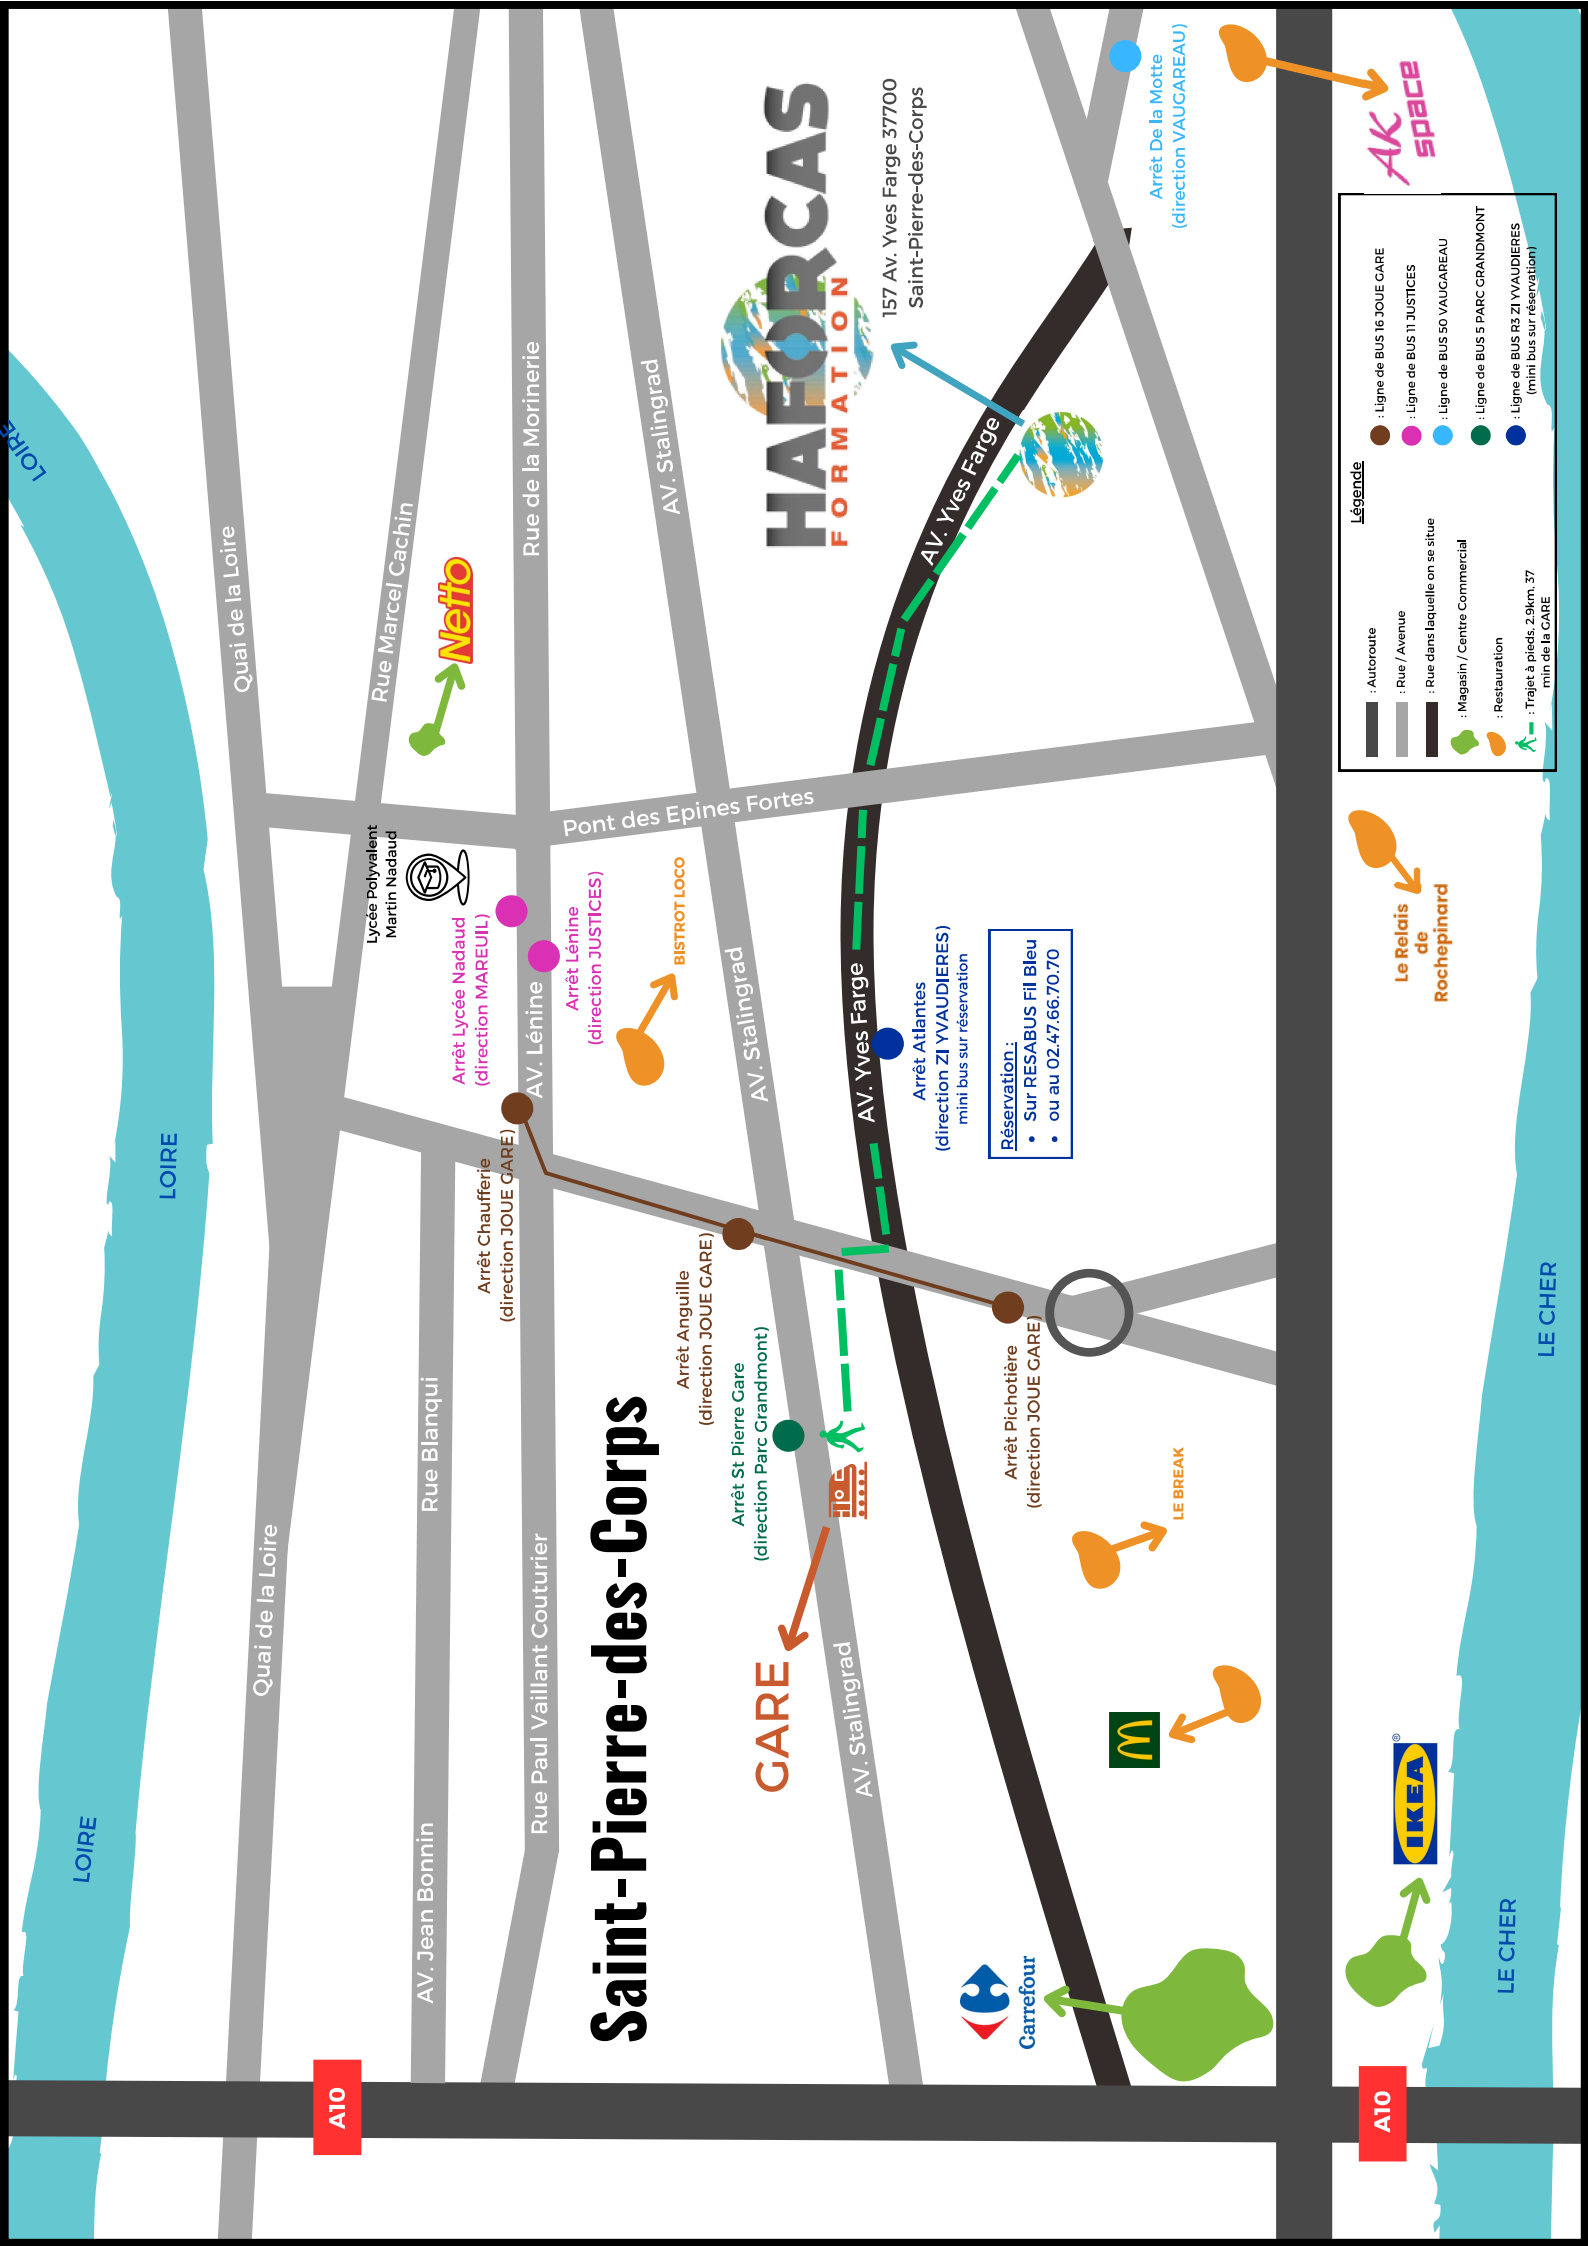 LOIRE
LOIRE
LOIRE
Quai de la Loire
Quai de la Loire
Rue Marcel Cachin
Netto
Rue de la Morinerie
Lycée Polyvalent
Martin Nadaud
Arrêt Lycée Nadaud
(direction MAREUIL)
AV. Lénine
Arrêt Lénine
(direction JUSTICES)
Arrêt Chaufferie
(direction JOUE GARE)
Rue Blanqui
AV. Jean Bonnin
Rue Paul Vaillant Couturier
Saint-Pierre-des-Corps
BISTROT LOCO
Pont des Epines Fortes
AV. Stalingrad
AV. Stalingrad
AV. Stalingrad
Arrêt Anguille
(direction JOUE GARE)
Arrêt St Pierre Gare
(direction Parc Grandmont)
GARE
HAFORCAS
FORMATION
157 Av. Yves Farge 37700
Saint-Pierre-des-Corps
AV. Yves Farge
AV. Yves Farge
Arrêt Atlantes
(direction ZI YVAUDIERES)
mini bus sur réservation
Réservation :
• Sur RESABUS Fil Bleu
• ou au 02.47.66.70.70
Arrêt Pichotière
(direction JOUE GARE)
LE BREAK
Carrefour
Arrêt De la Motte
(direction VAUGAREAU)
AK
space
Le Relais
de
Rochepinard
IKEA
®
A10
A10
LE CHER
LE CHER
Légende
: Autoroute
: Rue / Avenue
: Rue dans laquelle on se situe
: Magasin / Centre Commercial
: Restauration
: Trajet à pieds, 2.9km, 37
min de la GARE
: Ligne de BUS 16 JOUE GARE
: Ligne de BUS 11 JUSTICES
: Ligne de BUS 50 VAUGAREAU
: Ligne de BUS 5 PARC GRANDMONT
: Ligne de BUS R3 ZI YVAUDIERES
(mini bus sur réservation)